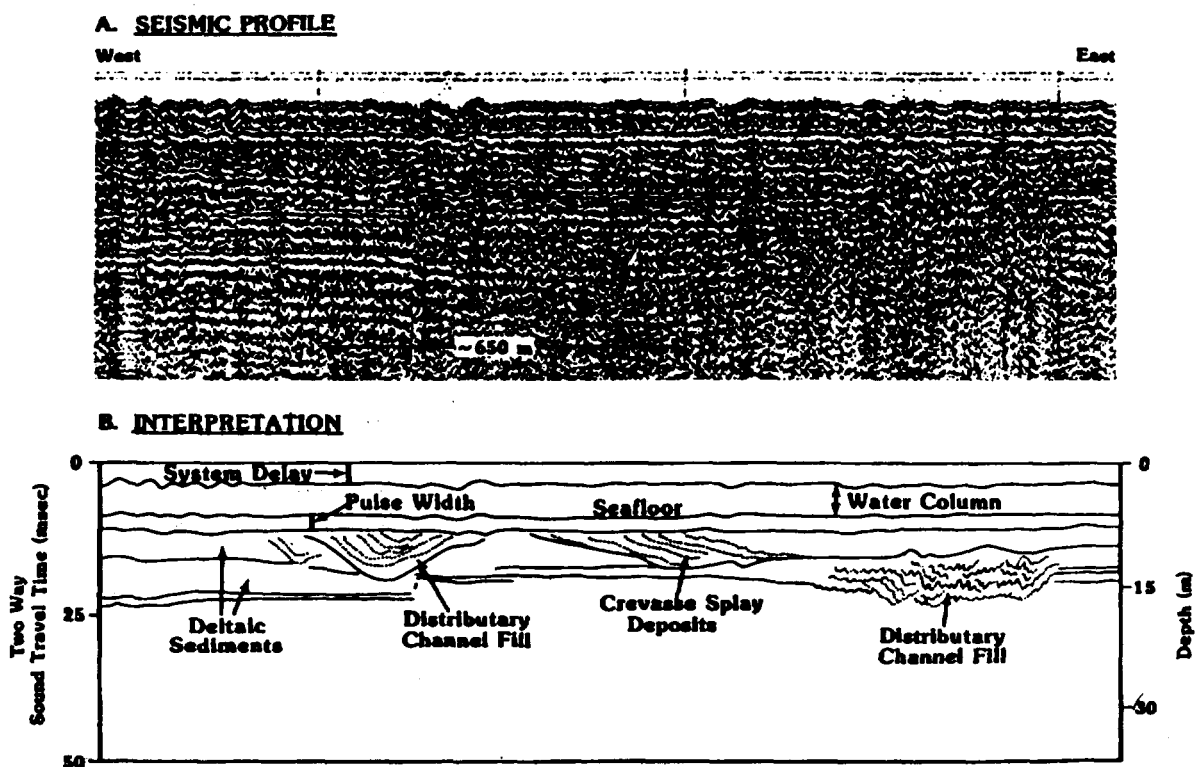 A. SEISMIC PROFILE
West
East
~650 m
B. INTERPRETATION
0
System Delay
0
Pulse Width
Seafloor
Water Column
Two Way
Sound Travel Time (msec)
25
15
Depth (m)
Deltaic
Sediments
Distributary
Channel Fill
Crevasse Splay
Deposits
Distributary
Channel Fill
30
50